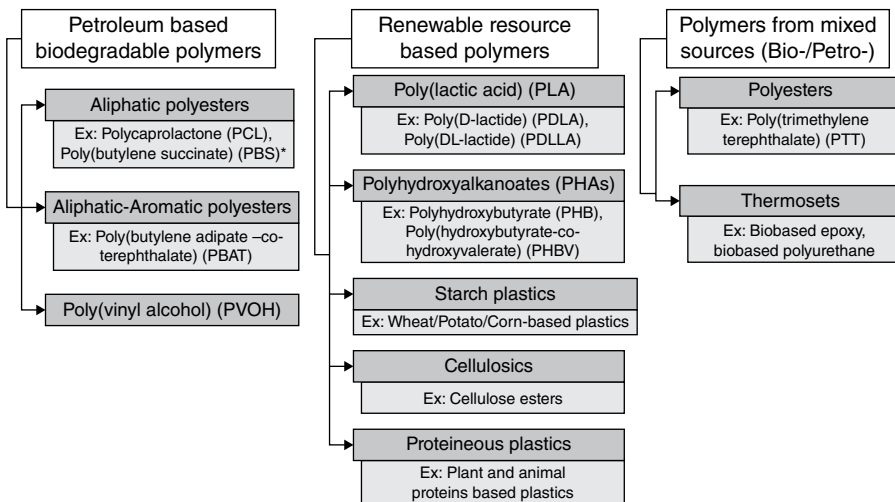 Petroleum based
biodegradable polymers
Aliphatic polyesters
Ex: Polycaprolactone (PCL),
Poly(butylene succinate) (PBS)*
Aliphatic-Aromatic polyesters
Ex: Poly(butylene adipate –co-
terephthalate) (PBAT)
Poly(vinyl alcohol) (PVOH)
Renewable resource
based polymers
Poly(lactic acid) (PLA)
Ex: Poly(D-lactide) (PDLA),
Poly(DL-lactide) (PDLLA)
Polyhydroxyalkanoates (PHAs)
Ex: Polyhydroxybutyrate (PHB),
Poly(hydroxybutyrate-co-
hydroxyvalerate) (PHBV)
Starch plastics
Ex: Wheat/Potato/Corn-based plastics
Cellulosics
Ex: Cellulose esters
Proteineous plastics
Ex: Plant and animal
proteins based plastics
Polymers from mixed
sources (Bio-/Petro-)
Polyesters
Ex: Poly(trimethylene
terephthalate) (PTT)
Thermosets
Ex: Biobased epoxy,
biobased polyurethane